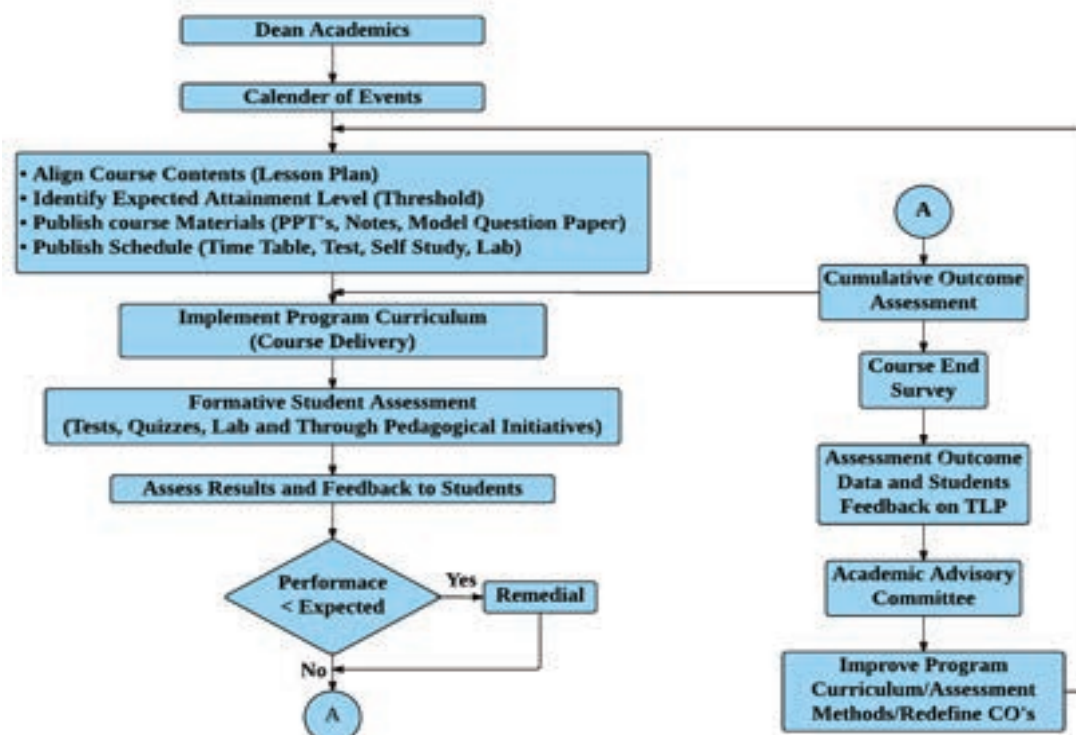 Dean Academics
Calender of Events
• Align Course Contents (Lesson Plan)
• Identify Expected Attainment Level (Threshold)
• Publish course Materials (PPT's, Notes, Model Question Paper)
• Publish Schedule (Time Table, Test, Self Study, Lab)
Implement Program Curriculum
(Course Delivery)
Formative Student Assessment
(Tests, Quizzes, Lab and Through Pedagogical Initiatives)
Assess Results and Feedback to Students
Performace
< Expected
Yes
Remedial
No
A
A
Cumulative Outcome
Assessment
Course End
Survey
Assessment Outcome
Data and Students
Feedback on TLP
Academic Advisory
Committee
Improve Program
Curriculum/Assessment
Methods/Redefine CO's